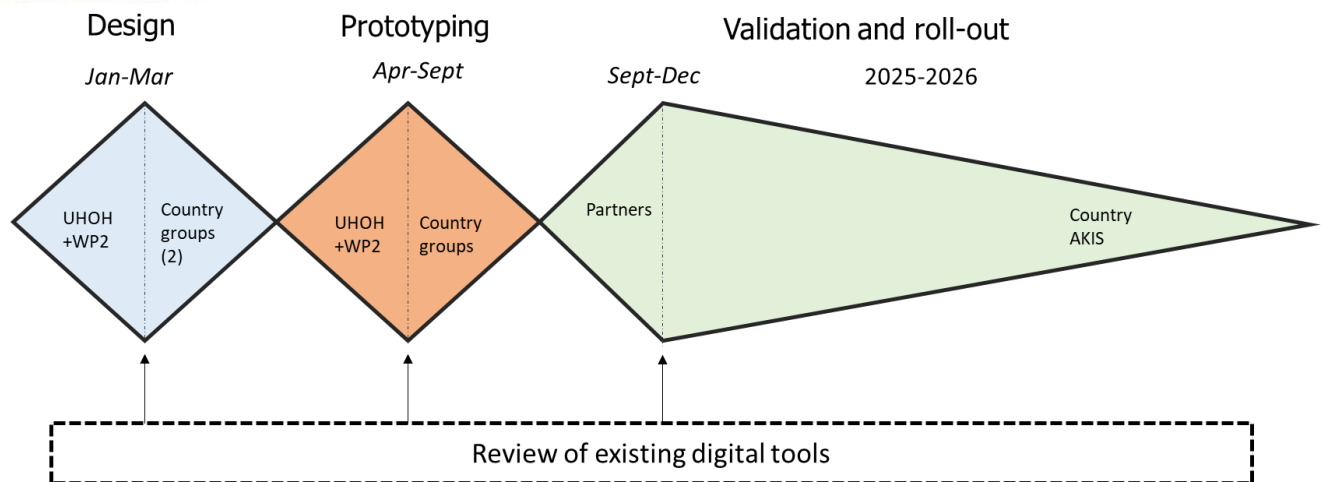 Design
Prototyping
Validation and roll-out
Jan-Mar
Apr-Sept
Sept-Dec
2025-2026
UHOH
+WP2
Country
groups
(2)
UHOH
+WP2
Country
groups
Partners
Country
AKIS
Review of existing digital tools